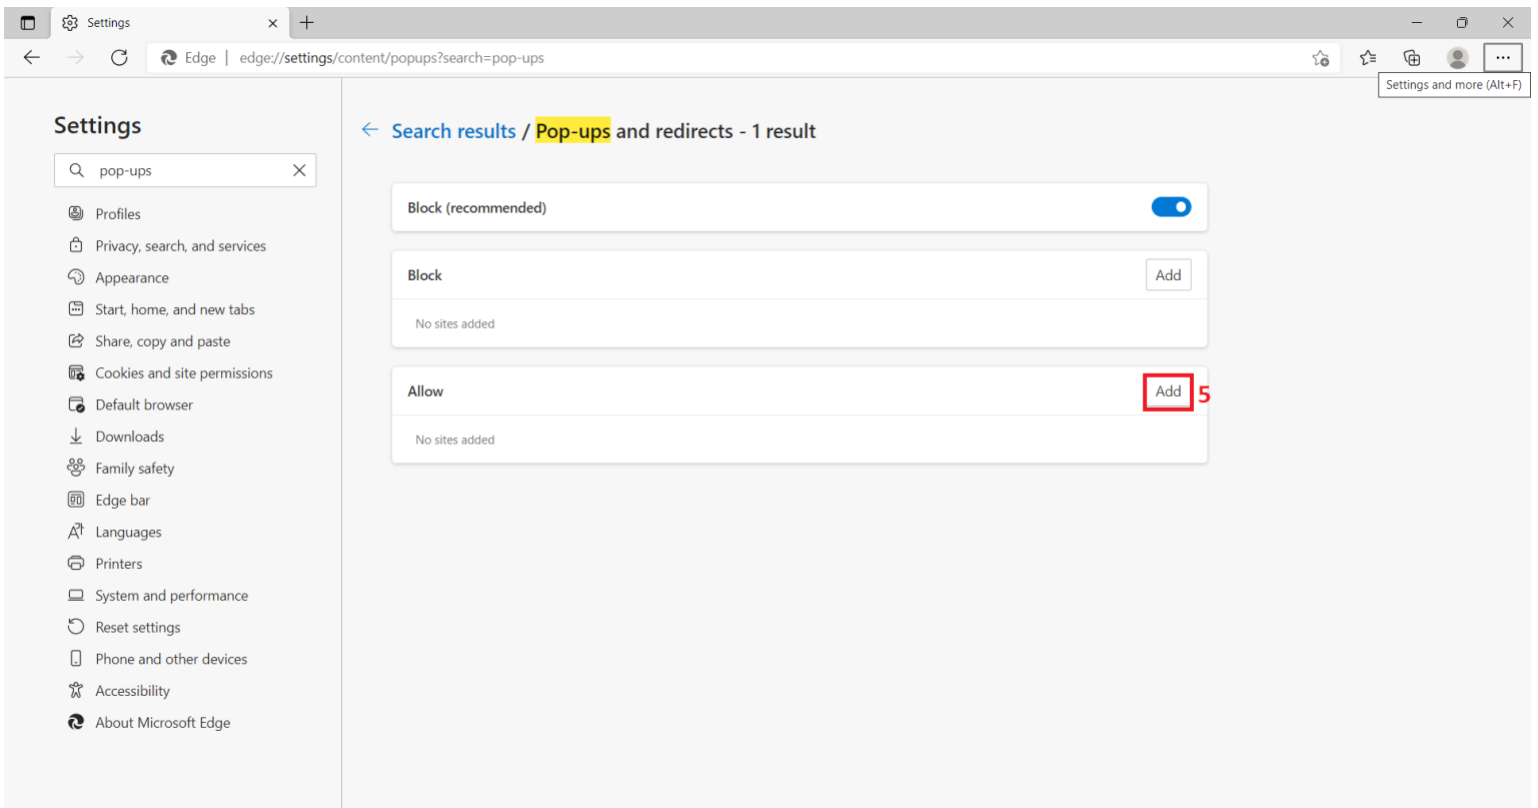 Settings
Edge | edge://settings/content/popups?search=pop-ups
Settings and more (Alt+F)
Settings
pop-ups
Profiles
Privacy, search, and services
Appearance
Start, home, and new tabs
Share, copy and paste
Cookies and site permissions
Default browser
Downloads
Family safety
Edge bar
Languages
Printers
System and performance
Reset settings
Phone and other devices
Accessibility
About Microsoft Edge
Search results / Pop-ups and redirects - 1 result
Block (recommended)
Block Add
No sites added
Allow Add 5
No sites added